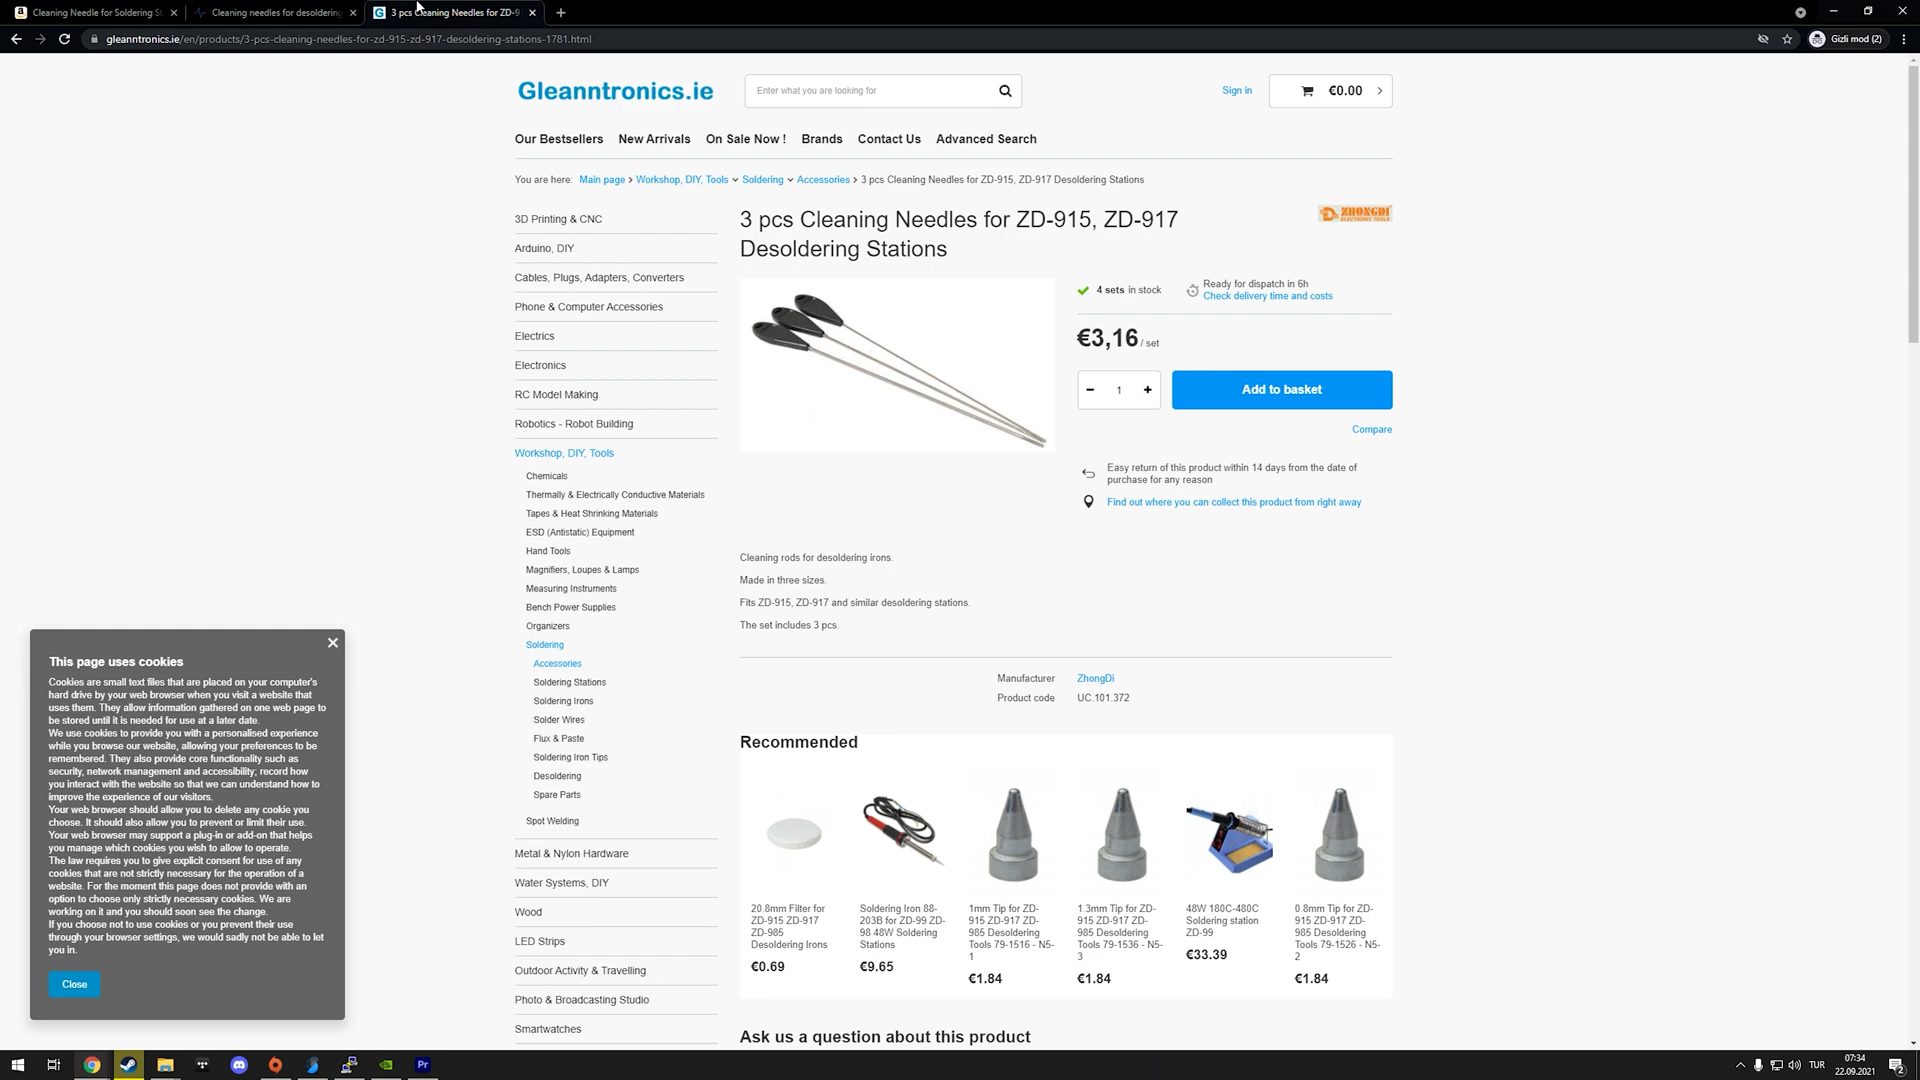 Cleaning Needle for Soldering St
Cleaning needles for desoldering
3 pcs Cleaning Needles for ZD-9
gleanntronics.ie/en/products/3-pcs-cleaning-needles-for-zd-915-zd-917-desoldering-stations-1781.html
Gizli mod (2)
Gleanntronics.ie
Enter what you are looking for
Sign in
€0.00
Our Bestsellers
New Arrivals
On Sale Now !
Brands
Contact Us
Advanced Search
You are here: Main page Workshop, DIY, Tools Soldering Accessories 3 pcs Cleaning Needles for ZD-915, ZD-917 Desoldering Stations
3D Printing & CNC
Arduino, DIY
Cables, Plugs, Adapters, Converters
Phone & Computer Accessories
Electrics
Electronics
RC Model Making
Robotics - Robot Building
Workshop, DIY, Tools
Chemicals
Thermally & Electrically Conductive Materials
Tapes & Heat Shrinking Materials
ESD (Antistatic) Equipment
Hand Tools
Magnifiers, Loupes & Lamps
Measuring Instruments
Bench Power Supplies
Organizers
Soldering
Accessories
Soldering Stations
Soldering Irons
Solder Wires
Flux & Paste
Soldering Iron Tips
Desoldering
Spare Parts
Spot Welding
Metal & Nylon Hardware
Water Systems, DIY
Wood
LED Strips
Outdoor Activity & Travelling
Photo & Broadcasting Studio
Smartwatches
3 pcs Cleaning Needles for ZD-915, ZD-917
Desoldering Stations
ZHONGDI
ELECTRONIC TOOLS
4 sets in stock
Ready for dispatch in 6h
Check delivery time and costs
€3,16 / set
1
Add to basket
Compare
Easy return of this product within 14 days from the date of
purchase for any reason
Find out where you can collect this product from right away
Cleaning rods for desoldering irons.
Made in three sizes.
Fits ZD-915, ZD-917 and similar desoldering stations.
The set includes 3 pcs.
Manufacturer ZhongDi
Product code UC.101.372
Recommended
20.8mm Filter for
ZD-915 ZD-917
ZD-985
Desoldering Irons
€0.69
Soldering Iron 88-
203B for ZD-99 ZD-
98 48W Soldering
Stations
€9.65
1mm Tip for ZD-
915 ZD-917 ZD-
985 Desoldering
Tools 79-1516 - N5-
1
€1.84
1.3mm Tip for ZD-
915 ZD-917 ZD-
985 Desoldering
Tools 79-1536 - N5-
3
€1.84
48W 180C-480C
Soldering station
ZD-99
€33.39
0.8mm Tip for ZD-
915 ZD-917 ZD-
985 Desoldering
Tools 79-1526 - N5-
2
€1.84
Ask us a question about this product
This page uses cookies
Cookies are small text files that are placed on your computer's
hard drive by your web browser when you visit a website that
uses them. They allow information gathered on one web page to
be stored until it is needed for use at a later date.
We use cookies to provide you with a personalised experience
while you browse our website, allowing your preferences to be
remembered. They also provide core functionality such as
security, network management and accessibility; record how
you interact with the website so that we can understand how to
improve the experience of our visitors.
Your web browser should allow you to delete any cookie you
choose. It should also allow you to prevent or limit their use.
Your web browser may support a plug-in or add-on that helps
you manage which cookies you wish to allow to operate.
The law requires you to give explicit consent for use of any
cookies that are not strictly necessary for the operation of a
website. For the moment this page does not provide with an
option to choose only strictly necessary cookies. We are
working on it and you should soon see the change.
If you choose not to use cookies or you prevent their use
through your browser settings, we would sadly not be able to let
you in.
Close
Pr
TUR
07:34
22.09.2021
2